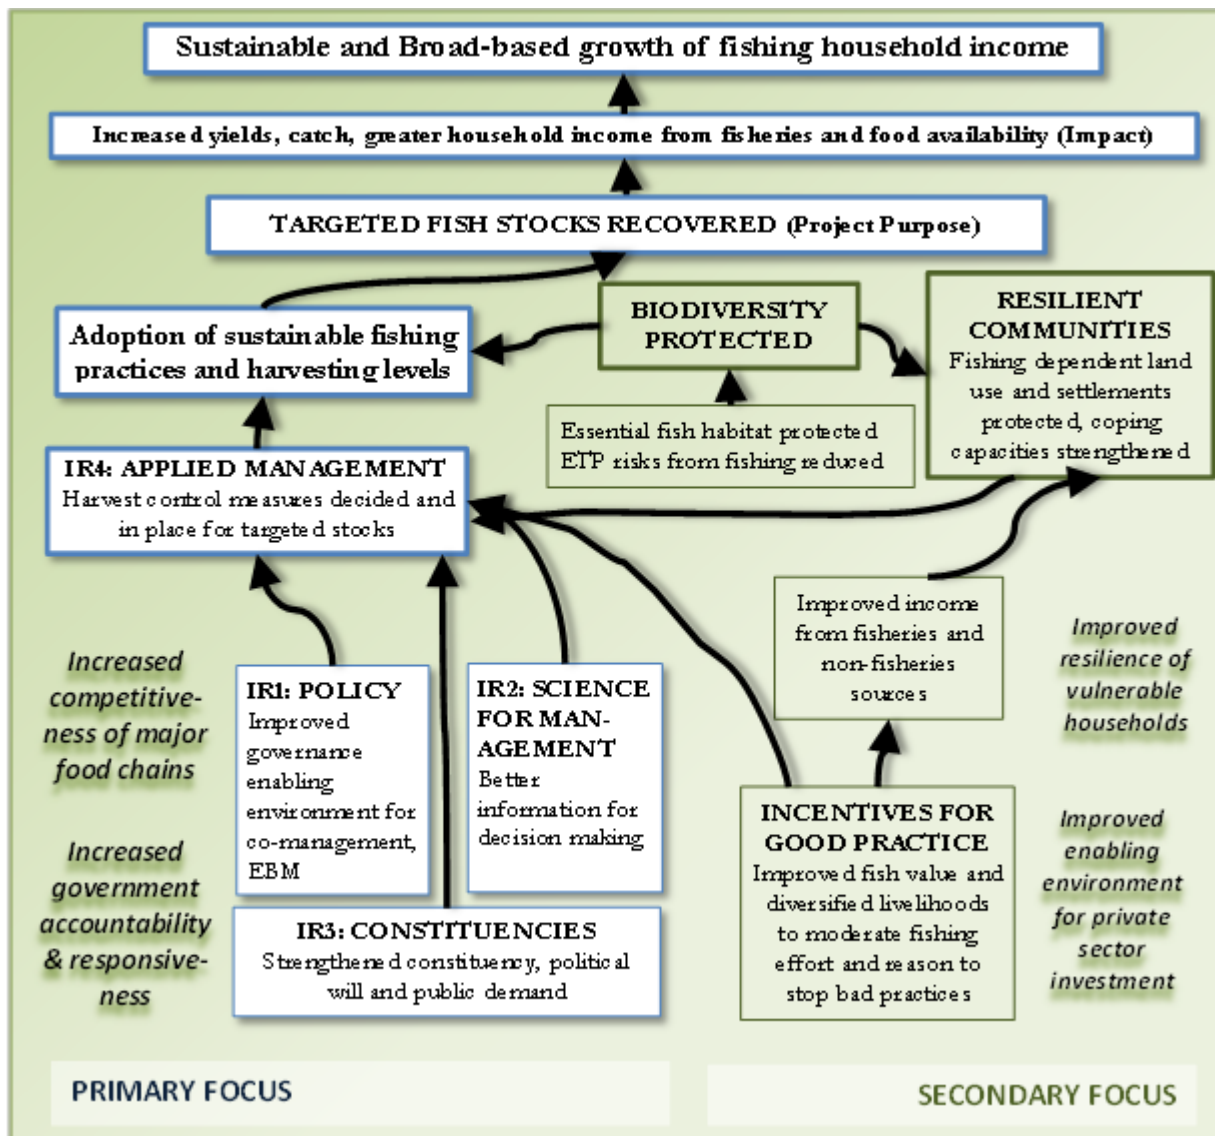 Sustainable and Broad-based growth of fishing household income
Increased yields, catch, greater household income from fisheries and food availability (Impact)
TARGETED FISH STOCKS RECOVERED (Project Purpose)
Adoption of sustainable fishing
practices and harvesting levels
BIODIVERSITY
PROTECTED
RESILIENT
COMMUNITIES
Fishing dependent land
use and settlements
protected, coping
capacities strengthened
Essential fish habitat protected
ETP risks from fishing reduced
IR4: APPLIED MANAGEMENT
Harvest control measures decided and
in place for targeted stocks
Improved income
from fisheries and
non-fisheries
sources
Improved
resilience of
vulnerable
households
Increased
competitive-
ness of major
food chains
IR1: POLICY
Improved
governance
enabling
environment for
co-management,
EBM
IR2: SCIENCE
FOR MAN-
AGEMENT
Better
information for
decision making
INCENTIVES FOR
GOOD PRACTICE
Improved fish value and
diversified livelihoods
to moderate fishing
effort and reason to
stop bad practices
Improved
enabling
environment
for private
sector
investment
Increased
government
accountability
& responsive-
ness
IR3: CONSTITUENCIES
Strengthened constituency, political
will and public demand
PRIMARY FOCUS
SECONDARY FOCUS